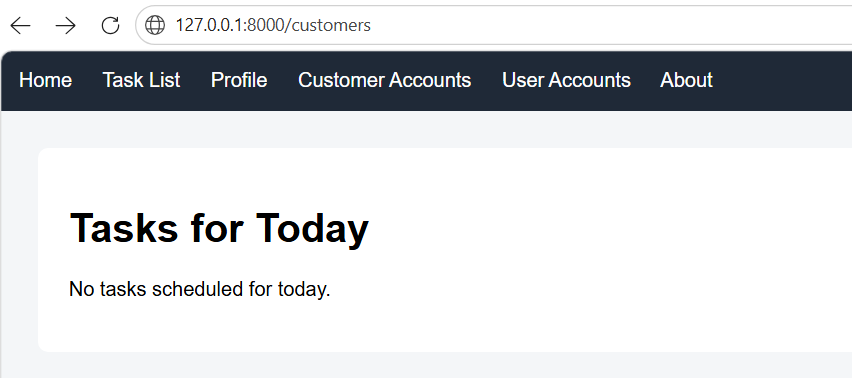 127.0.0.1:8000/customers
Home Task List Profile Customer Accounts User Accounts About
Tasks for Today
No tasks scheduled for today.